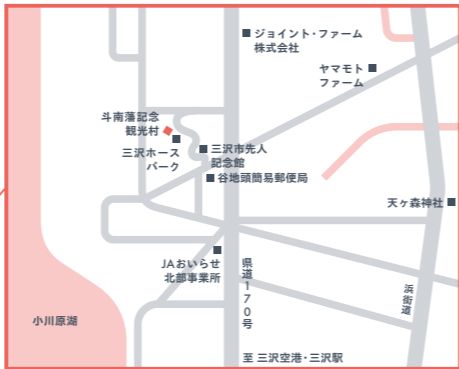 ジョイント・ファーム
株式会社
ヤマモト
ファーム
斗南藩記念
観光村
三沢ホース
パーク
三沢市先人
記念館
谷地頭簡易郵便局
天ヶ森神社
JAおいらせ
北部事業所
県道170号
浜街道
小川原湖
至 三沢空港・三沢駅